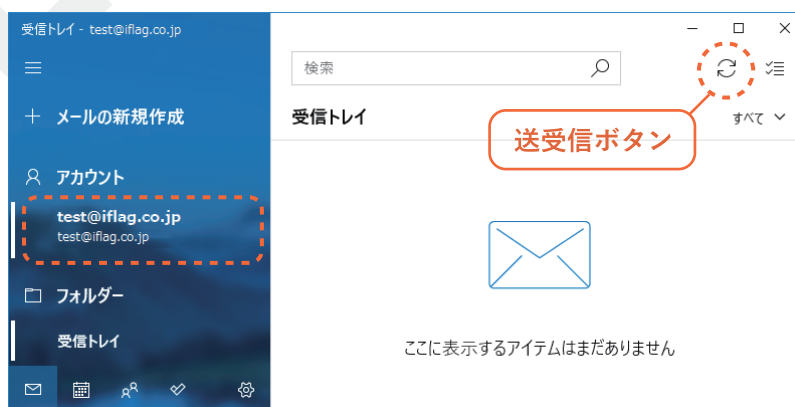 受信トレイ - test@iflag.co.jp
検索
＋ メールの新規作成
受信トレイ
すべて
送受信ボタン
アカウント
test@iflag.co.jp
test@iflag.co.jp
フォルダー
受信トレイ
ここに表示するアイテムはまだありません